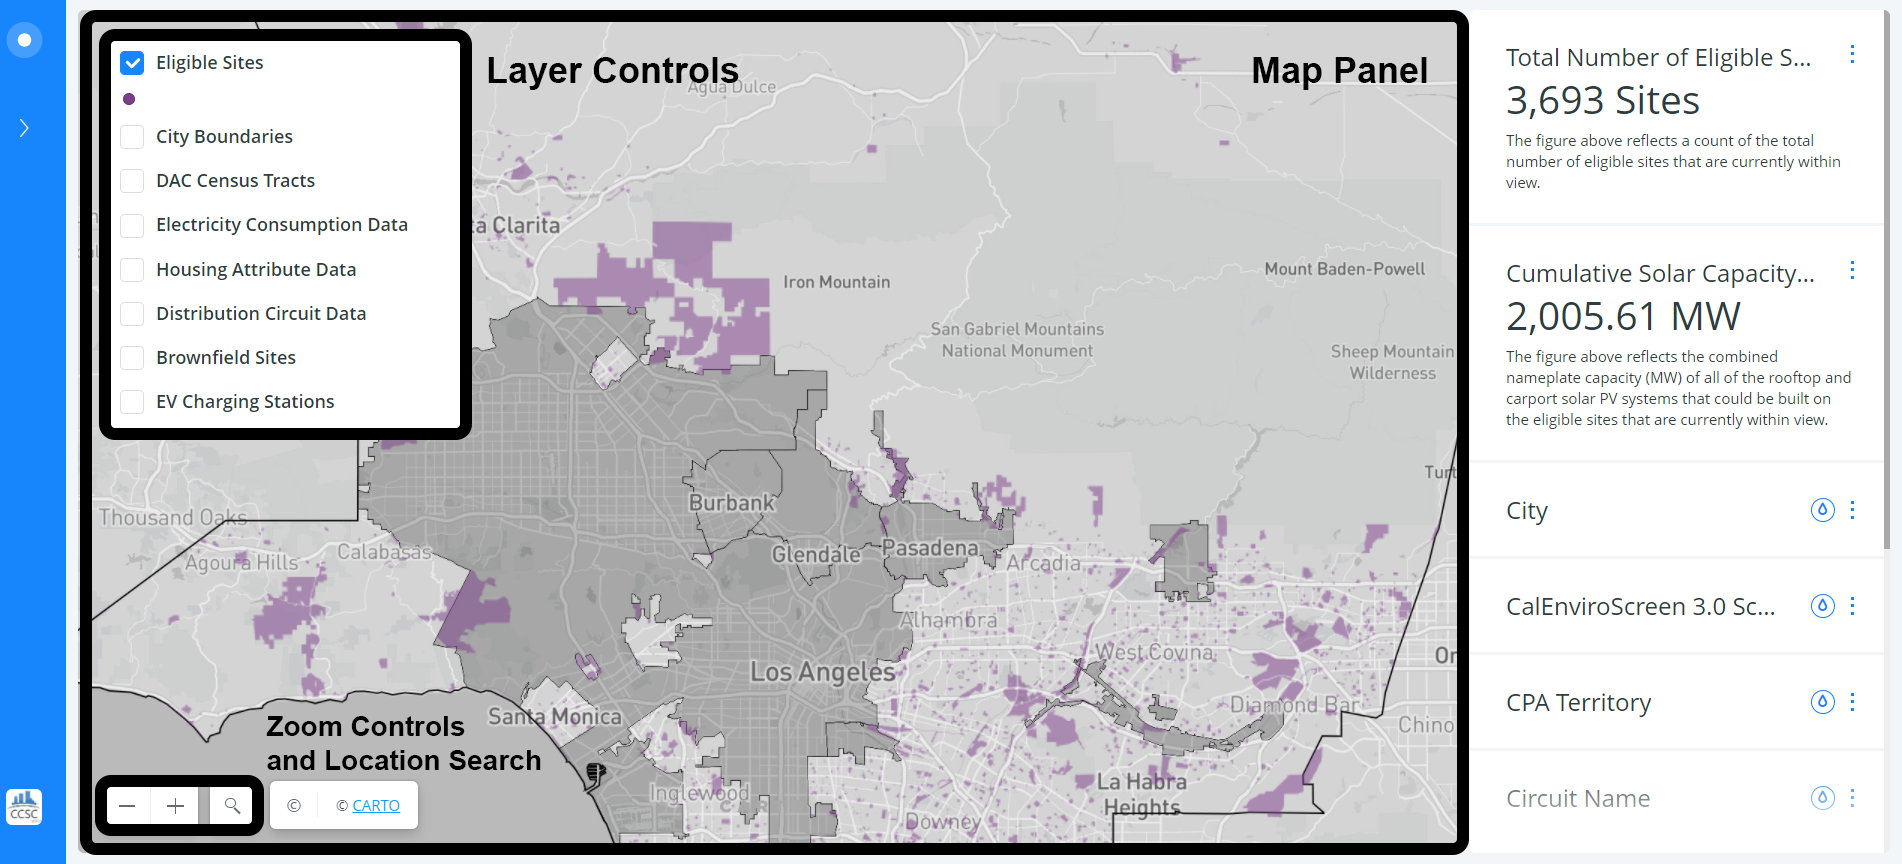 Eligible Sites
City Boundaries
DAC Census Tracts
Electricity Consumption Data
Housing Attribute Data
Distribution Circuit Data
Brownfield Sites
EV Charging Stations
Layer Controls
Map Panel
Agua Dulce
ta Clarita
Iron Mountain
Mount Baden-Powell
San Gabriel Mountains
National Monument
Sheep Mountain
Wilderness
Turt
Burbank
Thousand Oaks
Calabasas
Agoura Hills
Glendale
Pasadena
Arcadia
Alhambra
West Covina
Or
Los Angeles
Diamond Bar
Santa Monica
Chino
Zoom Controls
and Location Search
La Habra
Heights
Inglewood
Downey
© © CARTO
CCSC
Total Number of Eligible S...
3,693 Sites
The figure above reflects a count of the total
number of eligible sites that are currently within
view.
Cumulative Solar Capacity...
2,005.61 MW
The figure above reflects the combined
nameplate capacity (MW) of all of the rooftop and
carport solar PV systems that could be built on
the eligible sites that are currently within view.
City
CalEnviroScreen 3.0 Sc...
CPA Territory
Circuit Name